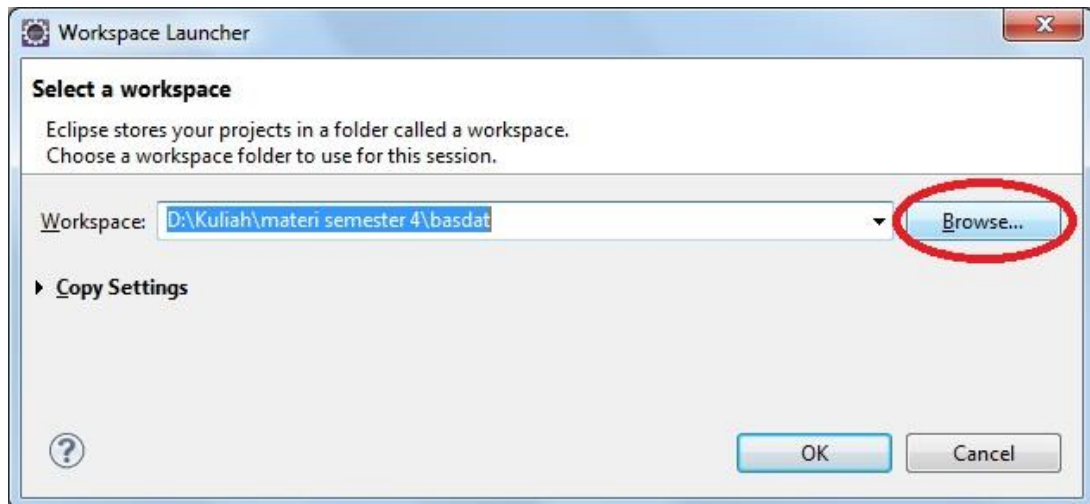 Workspace Launcher
Select a workspace
Eclipse stores your projects in a folder called a workspace.
Choose a workspace folder to use for this session.
Workspace: D:\Kuliah\materi semester 4\basdat Browse...
Copy Settings
? OK Cancel